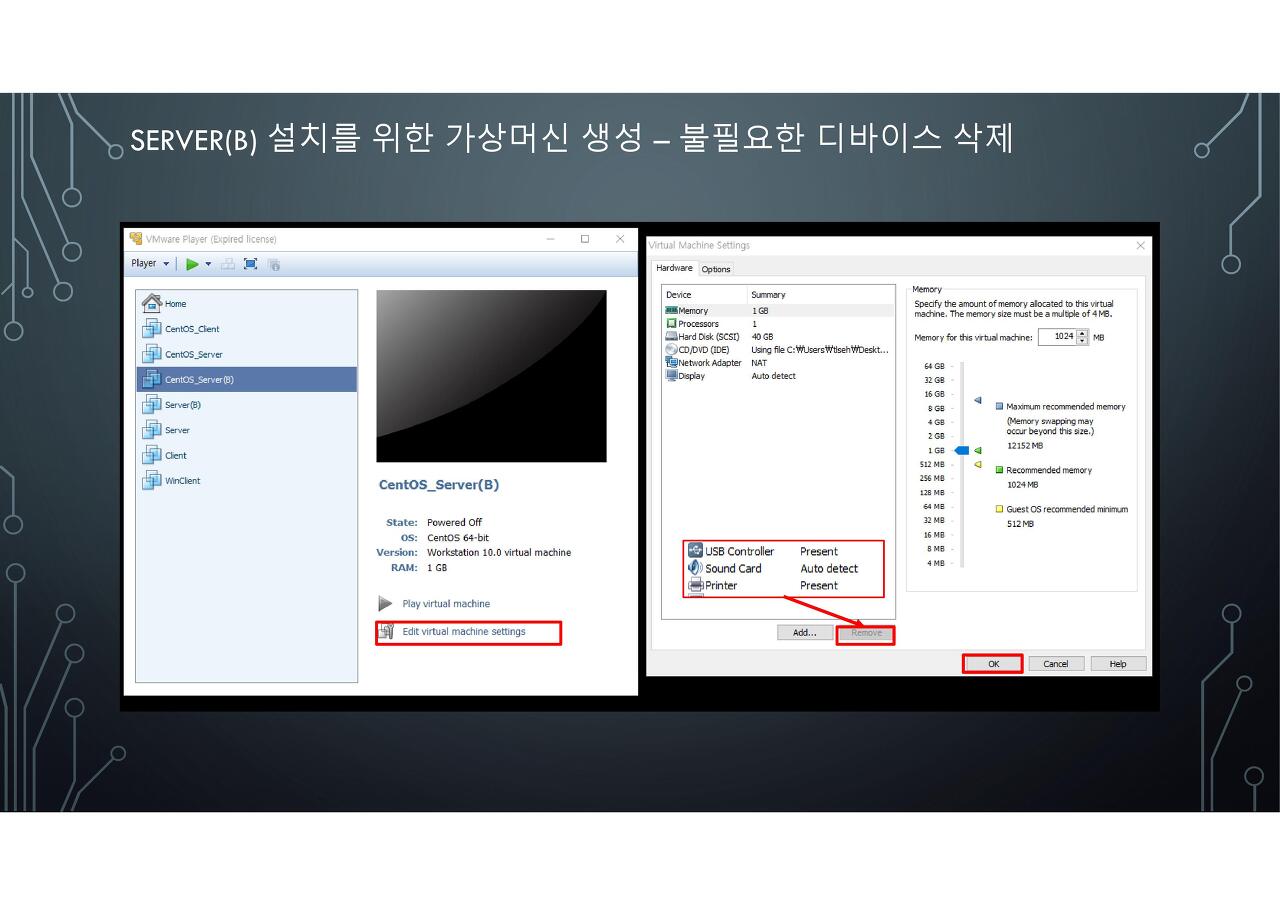 SERVER(B) 설치를 위한 가상머신 생성 – 불필요한 디바이스 삭제
VMware Player (Expired license)
Player
Home
CentOS_Client
CentOS_Server
CentOS_Server(B)
Server(B)
Server
Client
WinClient
CentOS_Server(B)
State: Powered Off
OS: CentOS 64-bit
Version: Workstation 10.0 virtual machine
RAM: 1 GB
Play virtual machine
Edit virtual machine settings
Virtual Machine Settings
Hardware Options
Device Summary
Memory 1 GB
Processors 1
Hard Disk (SCSI) 40 GB
CD/DVD (IDE) Using file C:₩Users₩tlseh₩Deskt...
Network Adapter NAT
Display Auto detect
USB Controller Present
Sound Card Auto detect
Printer Present
Add... Remove
Memory
Specify the amount of memory allocated to this virtual
machine. The memory size must be a multiple of 4 MB.
Memory for this virtual machine: 1024 MB
64 GB
32 GB
16 GB
8 GB
4 GB
2 GB
1 GB
512 MB
256 MB
128 MB
64 MB
32 MB
16 MB
8 MB
4 MB
Maximum recommended memory
(Memory swapping may
occur beyond this size.)
12152 MB
Recommended memory
1024 MB
Guest OS recommended minimum
512 MB
OK Cancel Help